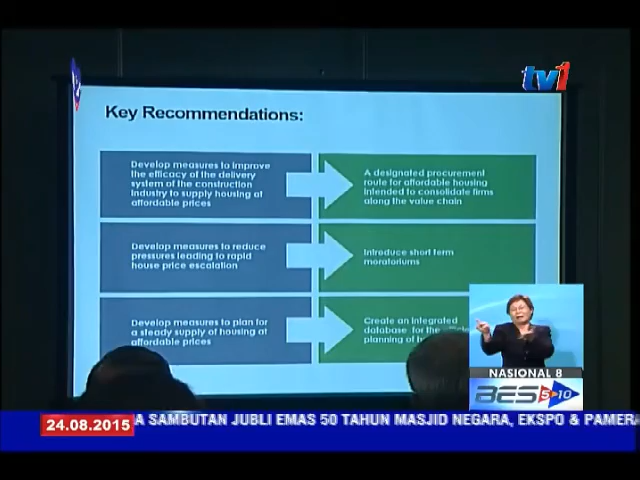 tv1
Key Recommendations:
Develop measures to improve
the efficacy of the delivery
system of the construction
industry to supply housing at
affordable prices
A designated procurement
route for affordable housing
intended to consolidate firms
along the value chain
Develop measures to reduce
pressures leading to rapid
house price escalation
Introduce short term
moratoriums
Develop measures to plan for
a steady supply of housing at
affordable prices
Create an integrated
database for the
planning of
NASIONAL 8
BES 5>10
24.08.2015
A SAMBUTAN JUBLI EMAS 50 TAHUN MASJID NEGARA, EKSPO & PAMERA